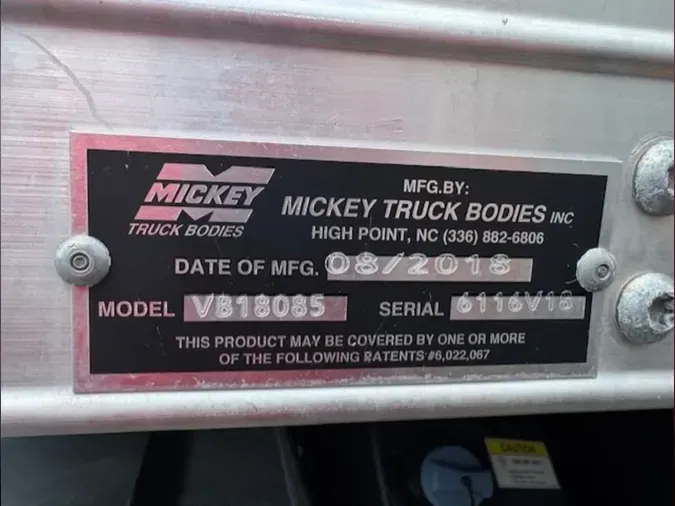 MICKEY
TRUCK BODIES
MFG.BY:
MICKEY TRUCK BODIES INC
HIGH POINT, NC (336) 882-6806
DATE OF MFG. 08/2018
MODEL VB18085 SERIAL 6116V18
THIS PRODUCT MAY BE COVERED BY ONE OR MORE
OF THE FOLLOWING PATENTS #6,022,067
CAUTION